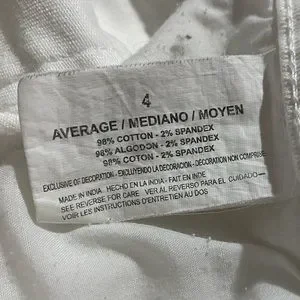 4
AVERAGE / MEDIANO / MOYEN
98% COTTON - 2% SPANDEX
98% ALGODON - 2% SPANDEX
98% COTON - 2% SPANDEX
EXCLUSIVE OF DECORATION - EXCLUYENDO LA DECORACION - DECORATION NON COMPRISE
MADE IN INDIA HECHO EN LA INDIA - FAIT EN INDE
SEE REVERSE FOR CARE VER AL REVERSO PARA EL CUIDADO
VOIR LES INSTRUCTIONS D'ENTRETIEN AU DOS